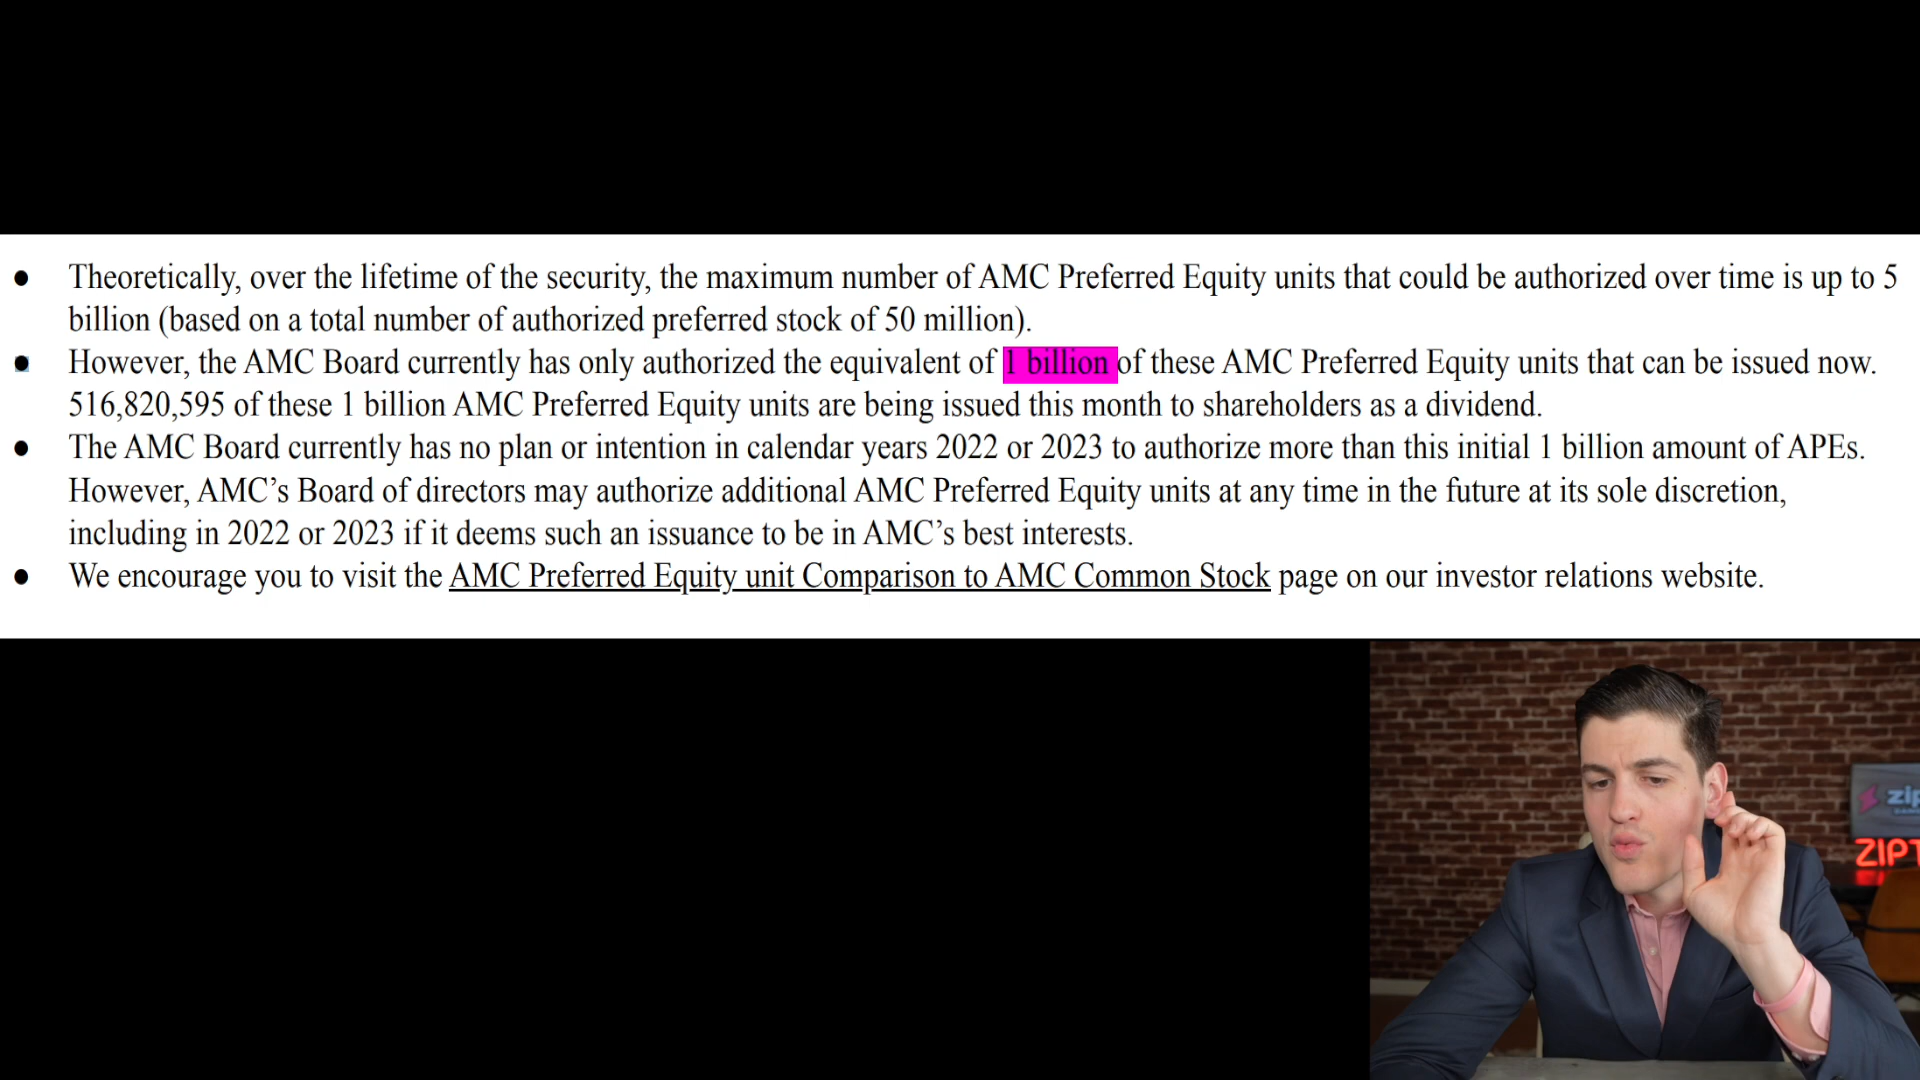 ● Theoretically, over the lifetime of the security, the maximum number of AMC Preferred Equity units that could be authorized over time is up to 5
billion (based on a total number of authorized preferred stock of 50 million).
● However, the AMC Board currently has only authorized the equivalent of 1 billion of these AMC Preferred Equity units that can be issued now.
516,820,595 of these 1 billion AMC Preferred Equity units are being issued this month to shareholders as a dividend.
● The AMC Board currently has no plan or intention in calendar years 2022 or 2023 to authorize more than this initial 1 billion amount of APEs.
However, AMC’s Board of directors may authorize additional AMC Preferred Equity units at any time in the future at its sole discretion,
including in 2022 or 2023 if it deems such an issuance to be in AMC’s best interests.
● We encourage you to visit the AMC Preferred Equity unit Comparison to AMC Common Stock page on our investor relations website.
zip
ZIPT